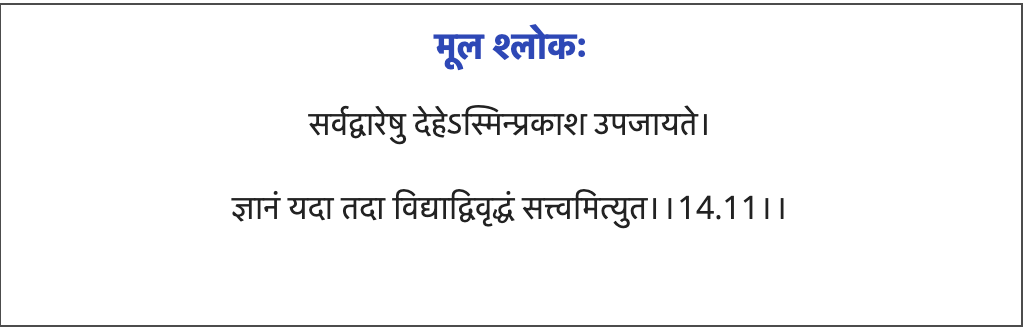 मूल श्लोकः
सर्वद्वारेषु देहेऽस्मिन्प्रकाश उपजायते।
ज्ञानं यदा तदा विद्याद्विवृद्धं सत्त्वमित्युत।।14.11।।